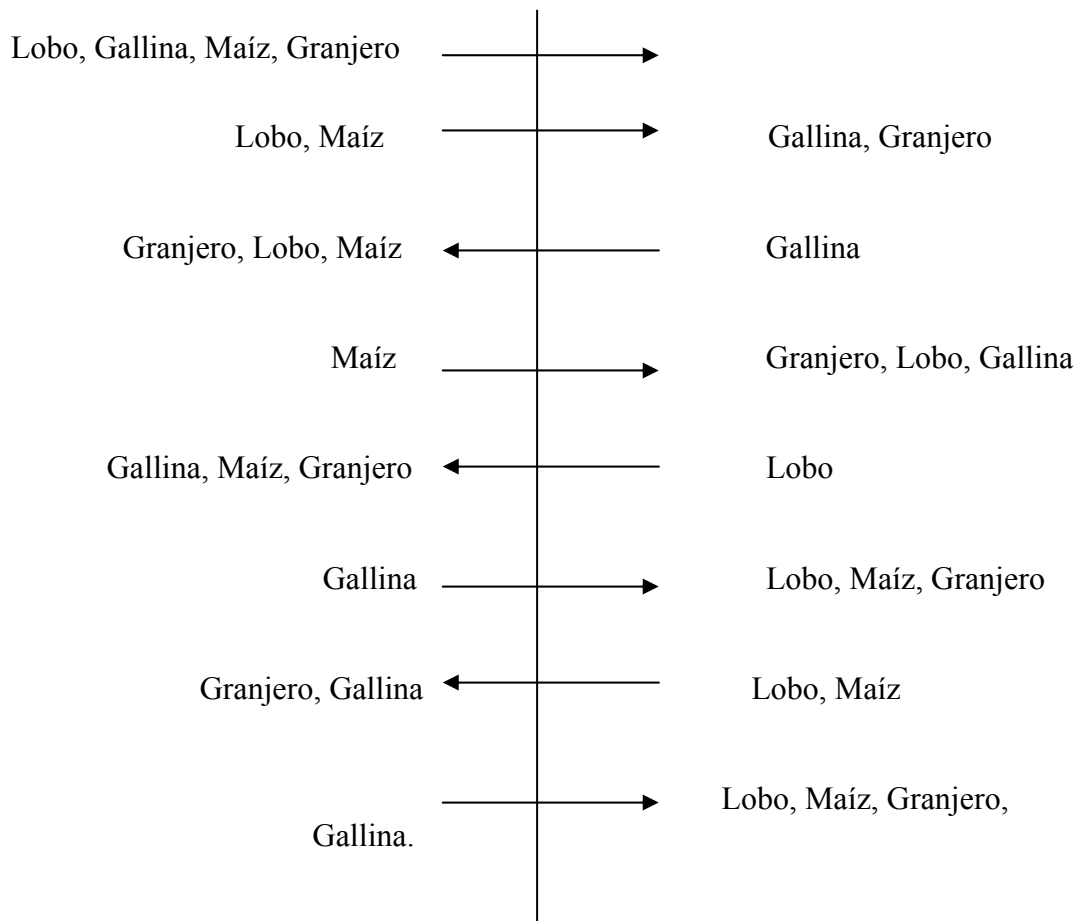 Lobo, Gallina, Maíz, Granjero
Lobo, Maíz Gallina, Granjero
Granjero, Lobo, Maíz Gallina
Maíz Granjero, Lobo, Gallina
Gallina, Maíz, Granjero Lobo
Gallina Lobo, Maíz, Granjero
Granjero, Gallina Lobo, Maíz
Lobo, Maíz, Granjero,
Gallina.